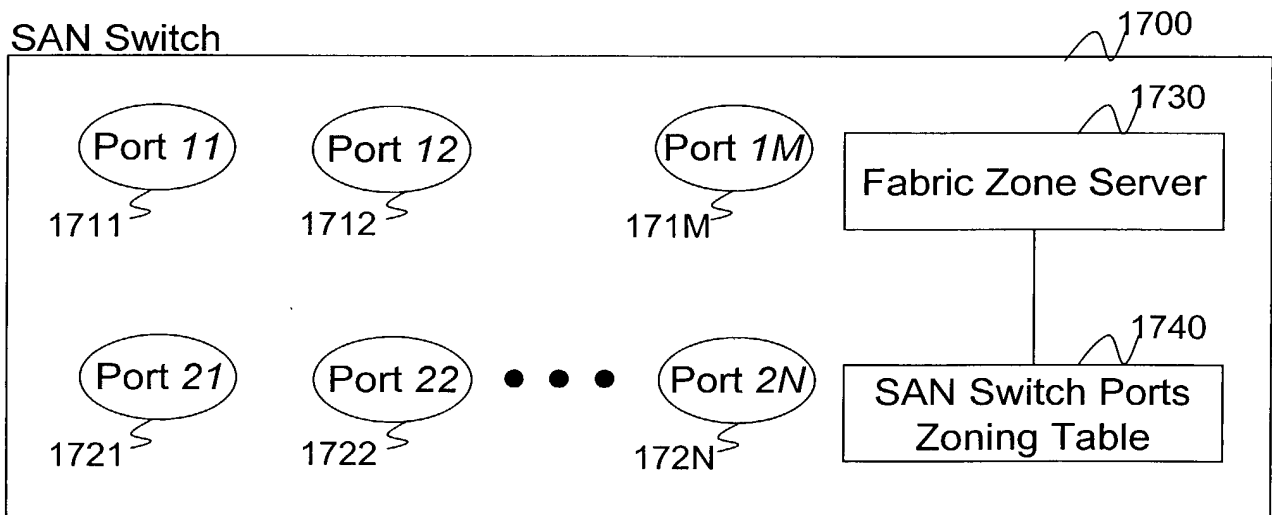 SAN Switch
1700
1730
Port 11
Port 12
Port 1M
Fabric Zone Server
1711
1712
171M
1740
Port 21
Port 22
Port 2N
SAN Switch Ports
Zoning Table
1721
1722
172N